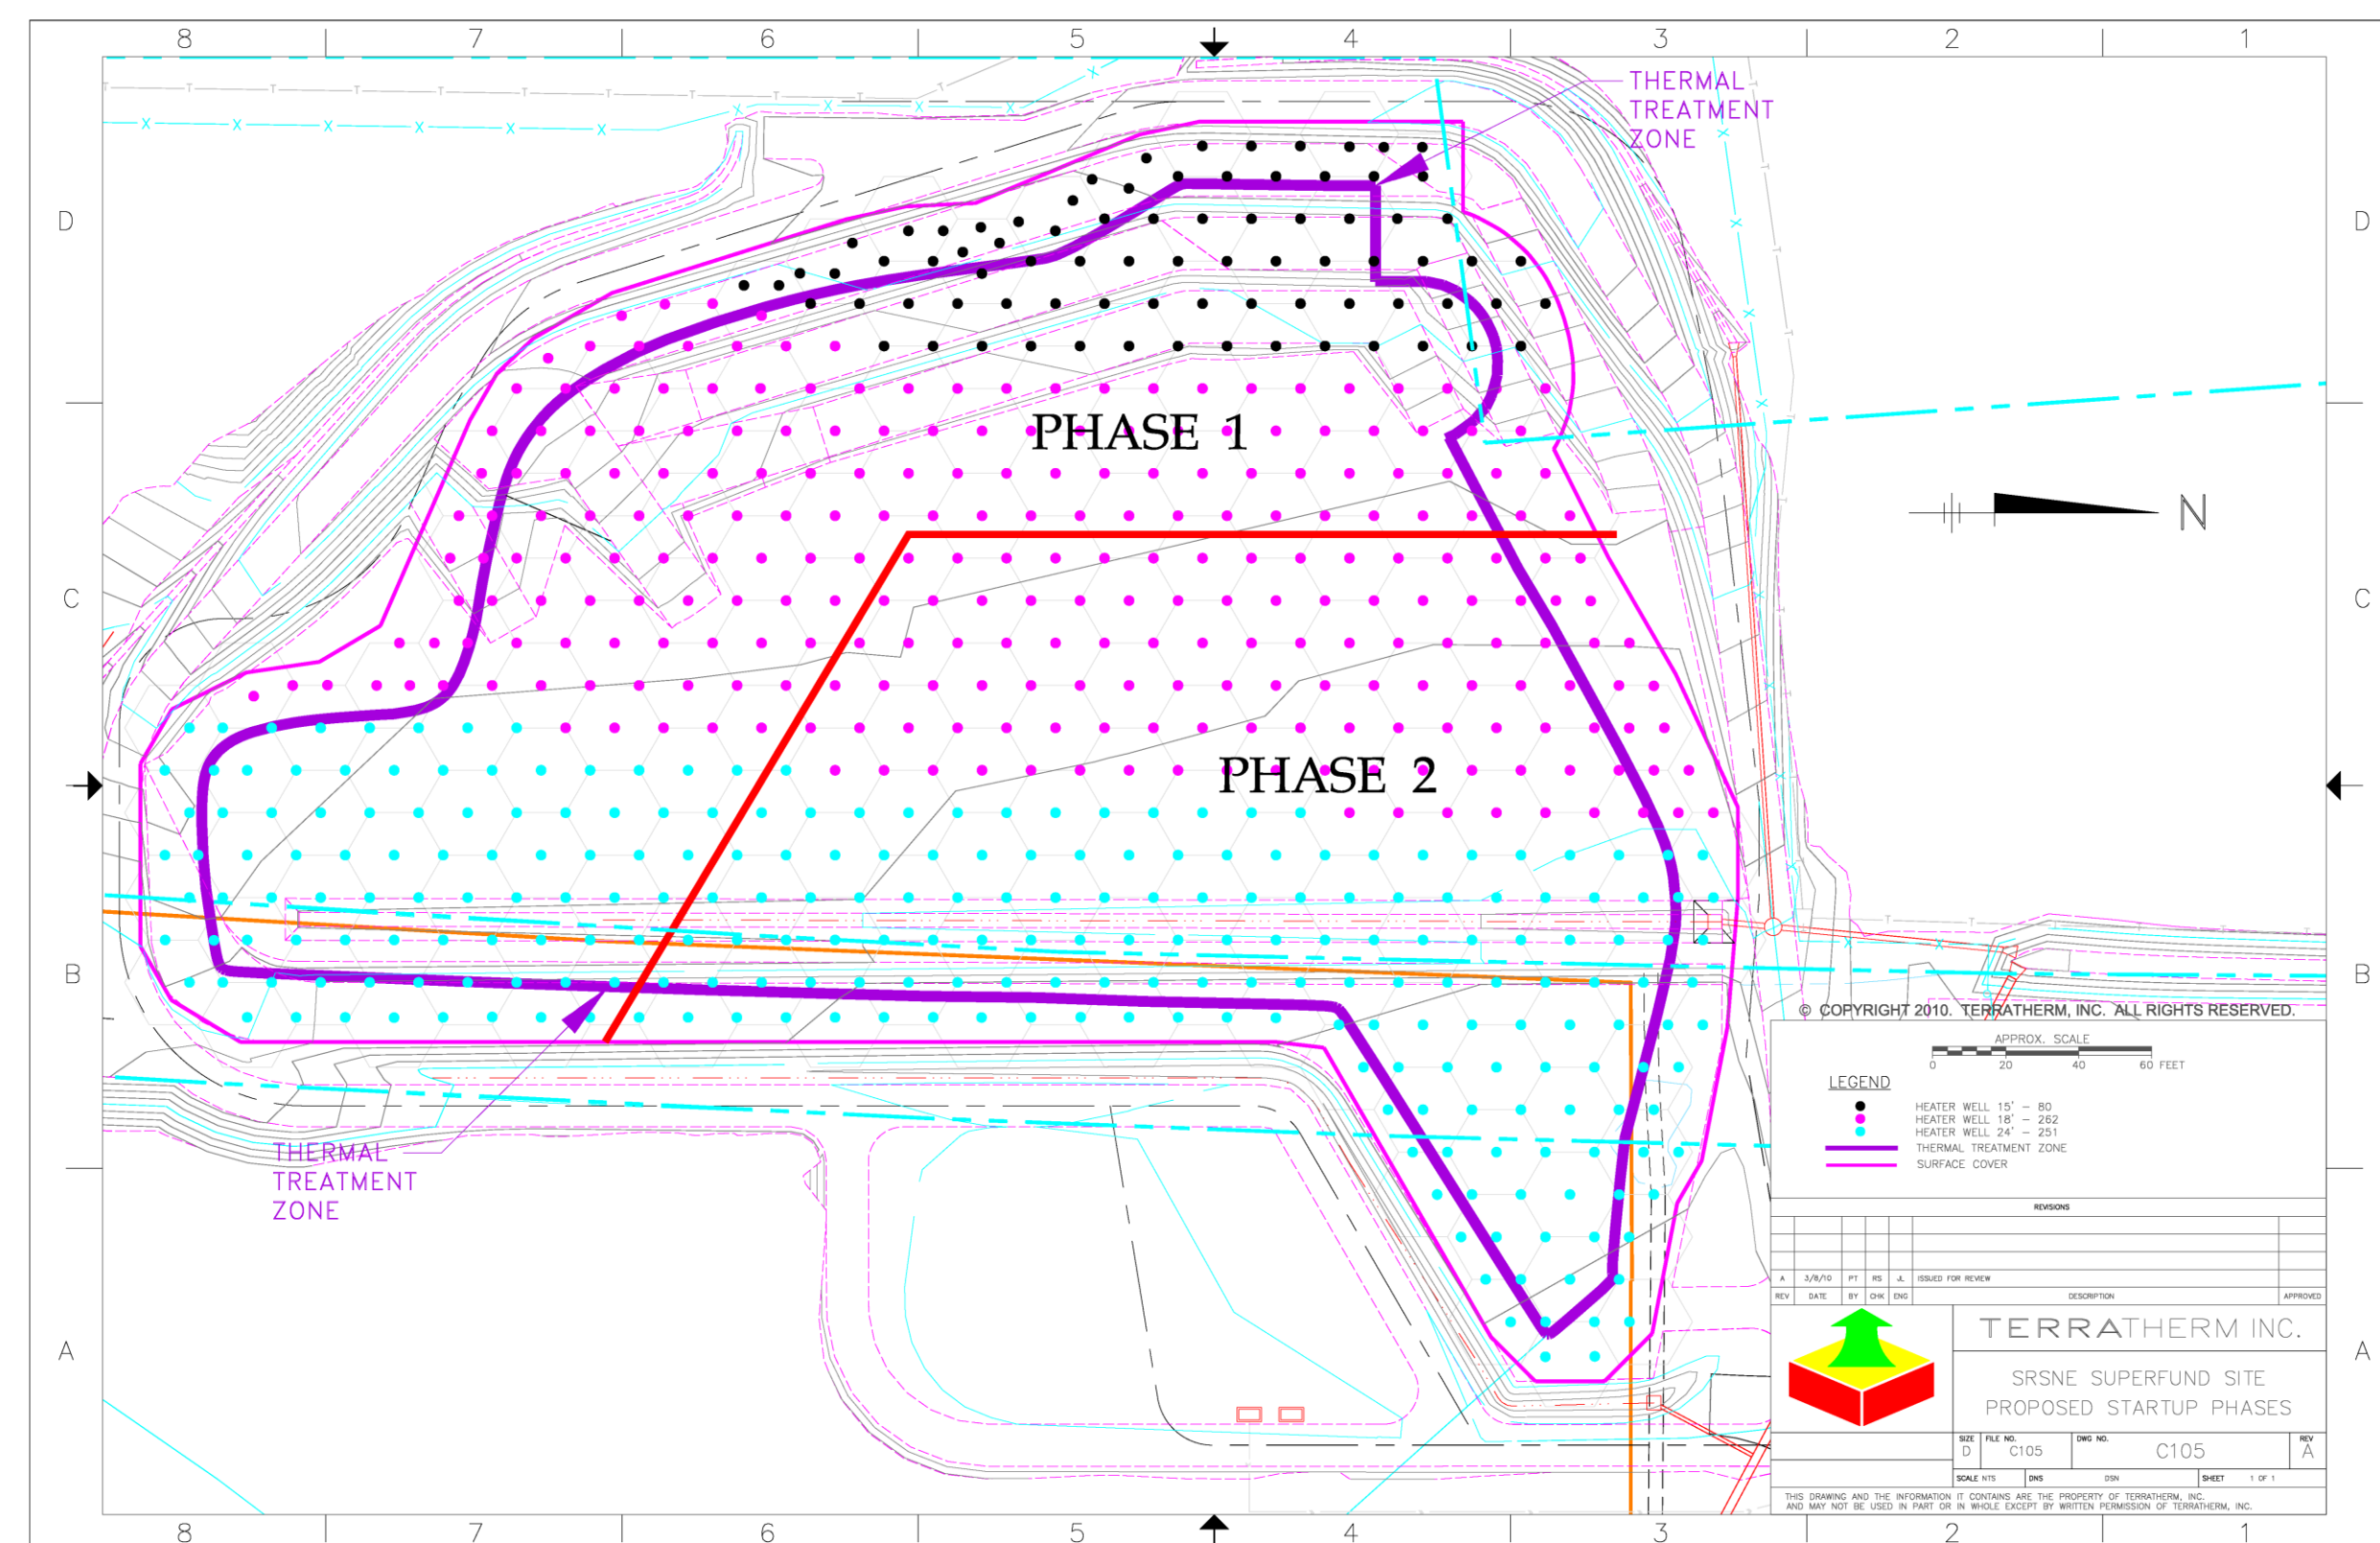 8 7 6 5 4 3 2 1
THERMAL
TREATMENT
ZONE
D D
PHASE 1
N
C C
PHASE 2
B B
© COPYRIGHT 2010. TERRATHERM, INC. ALL RIGHTS RESERVED.
APPROX. SCALE
0 20 40 60 FEET
LEGEND
HEATER WELL 15' - 80
HEATER WELL 18' - 262
HEATER WELL 24' - 251
THERMAL TREATMENT ZONE
SURFACE COVER
THERMAL
TREATMENT
ZONE
REVISIONS
A 3/8/10 PT RS JL ISSUED FOR REVIEW
REV DATE BY CHK ENG DESCRIPTION APPROVED
TERRATHERM INC.
A A
SRSNE SUPERFUND SITE
PROPOSED STARTUP PHASES
SIZE FILE NO. DWG NO. REV
D C105 C105 A
SCALE NTS DNS DSN SHEET 1 OF 1
THIS DRAWING AND THE INFORMATION IT CONTAINS ARE THE PROPERTY OF TERRATHERM, INC.
AND MAY NOT BE USED IN PART OR IN WHOLE EXCEPT BY WRITTEN PERMISSION OF TERRATHERM, INC.
8 7 6 5 4 3 2 1